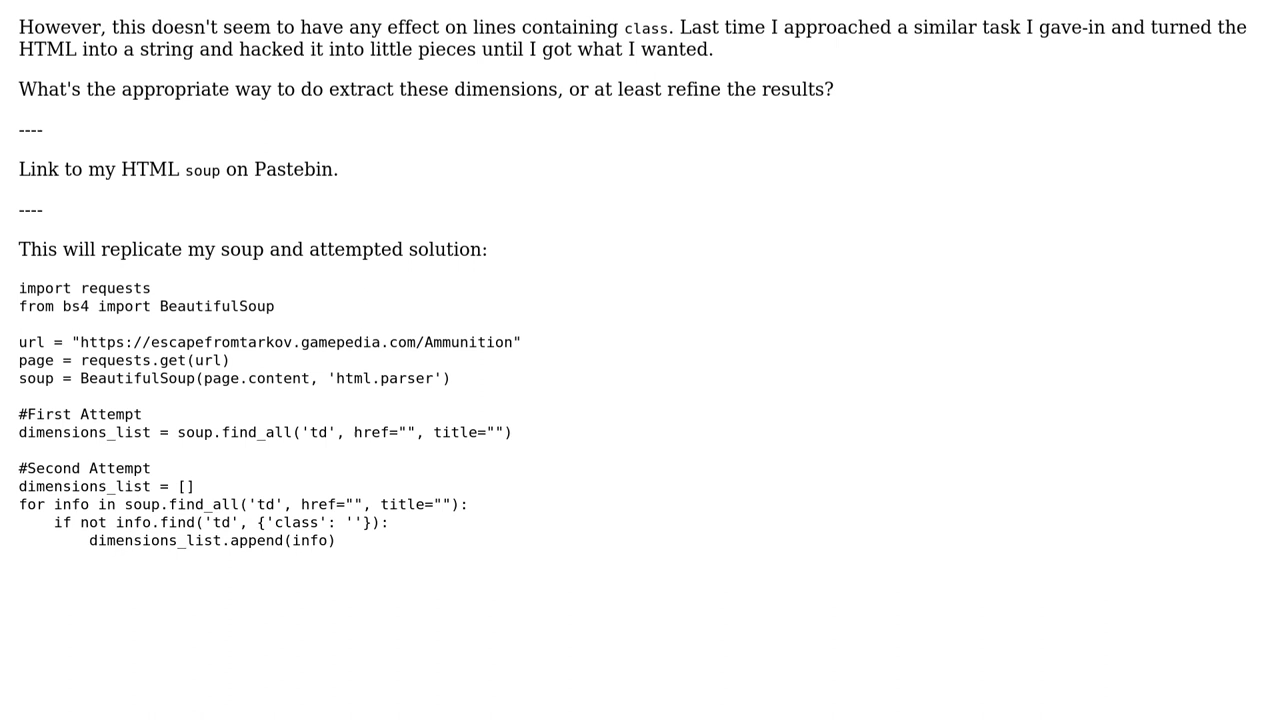 However, this doesn't seem to have any effect on lines containing class. Last time I approached a similar task I gave-in and turned the
HTML into a string and hacked it into little pieces until I got what I wanted.
What's the appropriate way to do extract these dimensions, or at least refine the results?
----
Link to my HTML soup on Pastebin.
----
This will replicate my soup and attempted solution:
import requests
from bs4 import BeautifulSoup
url = "https://escapefromtarkov.gamepedia.com/Ammunition"
page = requests.get(url)
soup = BeautifulSoup(page.content, 'html.parser')
#First Attempt
dimensions_list = soup.find_all('td', href="", title="")
#Second Attempt
dimensions_list = []
for info in soup.find_all('td', href="", title=""):
    if not info.find('td', {'class': ''}):
        dimensions_list.append(info)